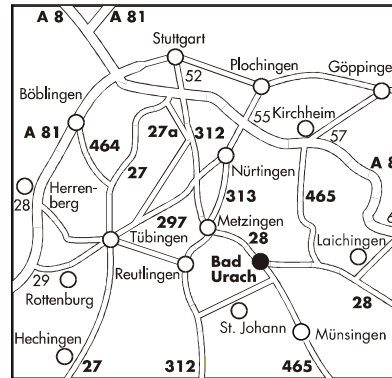 A 8
A 81
Stuttgart
52
Plochingen
Göppinge
Böblingen
55
Kirchheim
A 81
464
27a
312
57
27
Nürtingen
A 8
Herren-
berg
313
465
28
297
Metzingen
Tübingen
28
Laichingen
Reutlingen
Bad
Urach
29
Rottenburg
28
St. Johann
Münsingen
Hechingen
27
312
465